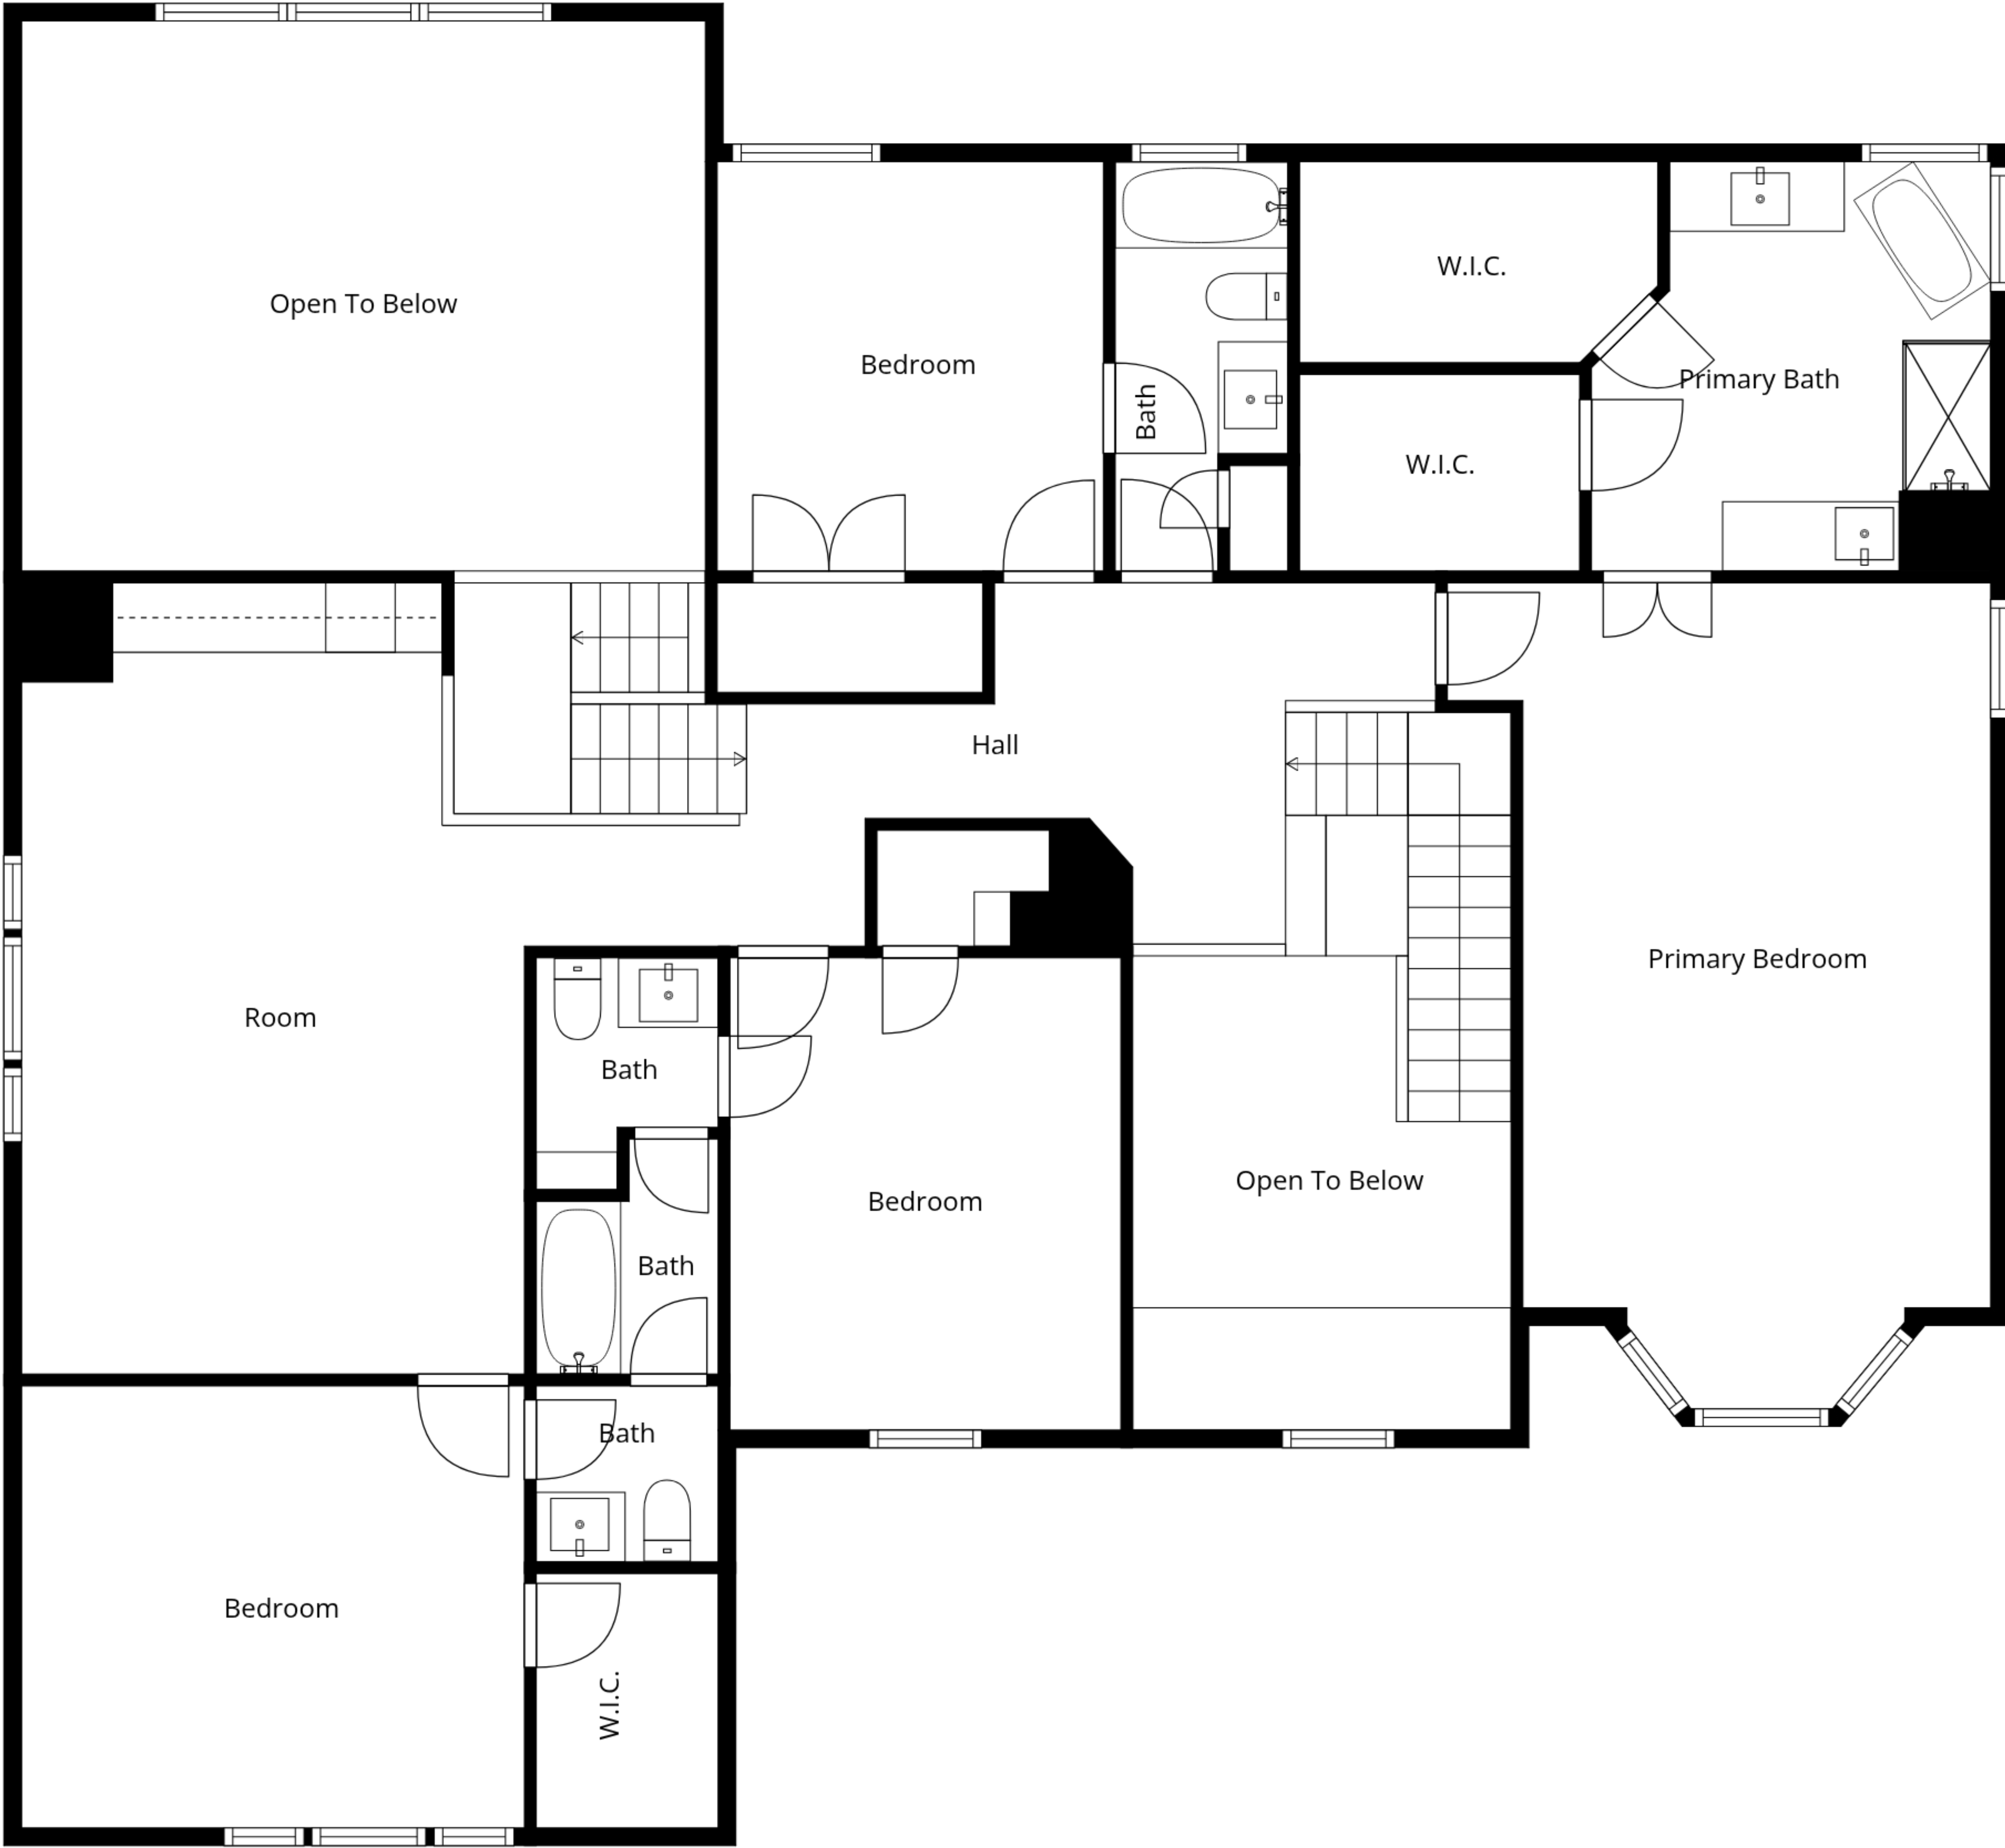 Open To Below
Bedroom
Bath
W.I.C.
W.I.C.
Primary Bath
Hall
Room
Primary Bedroom
Bath
Bedroom
Open To Below
Bath
Bath
Bedroom
W.I.C.